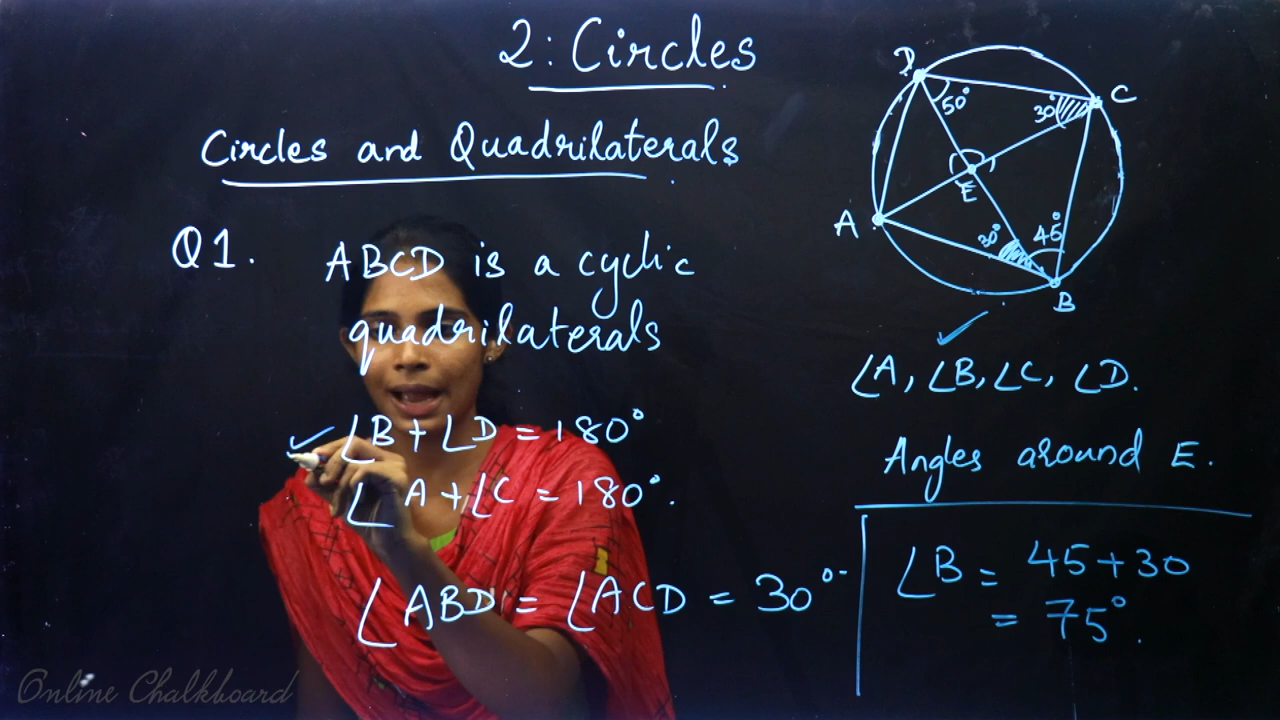 2: Circles
Circles and Quadrilaterals
Q1. ABCD is a cyclic
quadrilaterals
∠B + ∠D = 180°
∠A + ∠C = 180°.
∠ABD = ∠ACD = 30°
D
C
50°
30°
E
A
30°
45°
B
∠A, ∠B, ∠C, ∠D.
Angles around E.
∠B = 45+30
= 75°.
Online Chalkboard